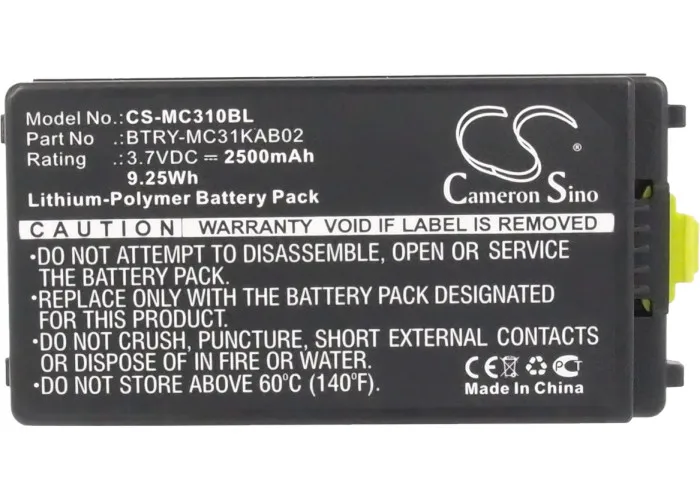 Model No.: CS-MC310BL
Part No .: BTRY-MC31KAB02
Rating : 3.7VDC ⎓ 2500mAh
9.25Wh
Lithium-Polymer Battery Pack
CS
®
Cameron Sino
CAUTION WARRANTY VOID IF LABEL IS REMOVED
•DO NOT ATTEMPT TO DISASSEMBLE, OPEN OR SERVICE
THE BATTERY PACK.
•REPLACE ONLY WITH THE BATTERY PACK DESIGNATED
FOR THIS PRODUCT.
•DO NOT CRUSH, PUNCTURE, SHORT EXTERNAL CONTACTS
OR DISPOSE OF IN FIRE OR WATER.
•DO NOT STORE ABOVE 60°C (140°F).
CE
Made In China